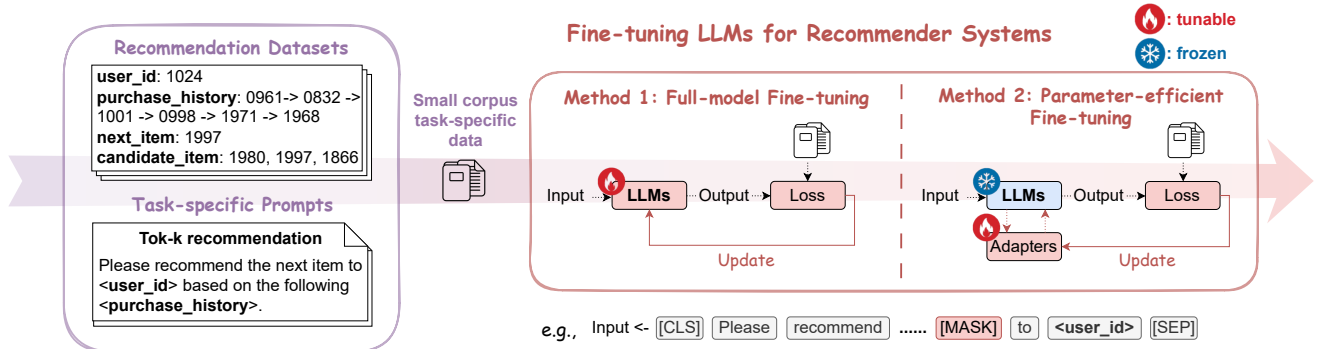 Recommendation Datasets
user_id: 1024
purchase_history: 0961-> 0832 ->
1001 -> 0998 -> 1971 -> 1968
next_item: 1997
candidate_item: 1980, 1997, 1866
Task-specific Prompts
Tok-k recommendation
Please recommend the next item to
<user_id> based on the following
<purchase_history>.
Small corpus
task-specific
data
Fine-tuning LLMs for Recommender Systems
: tunable
: frozen
Method 1: Full-model Fine-tuning
Input
LLMs
Output
Loss
Update
Method 2: Parameter-efficient
Fine-tuning
Input
LLMs
Output
Loss
Adapters
Update
e.g., Input <- [CLS] Please recommend ...... [MASK] to <user_id> [SEP]